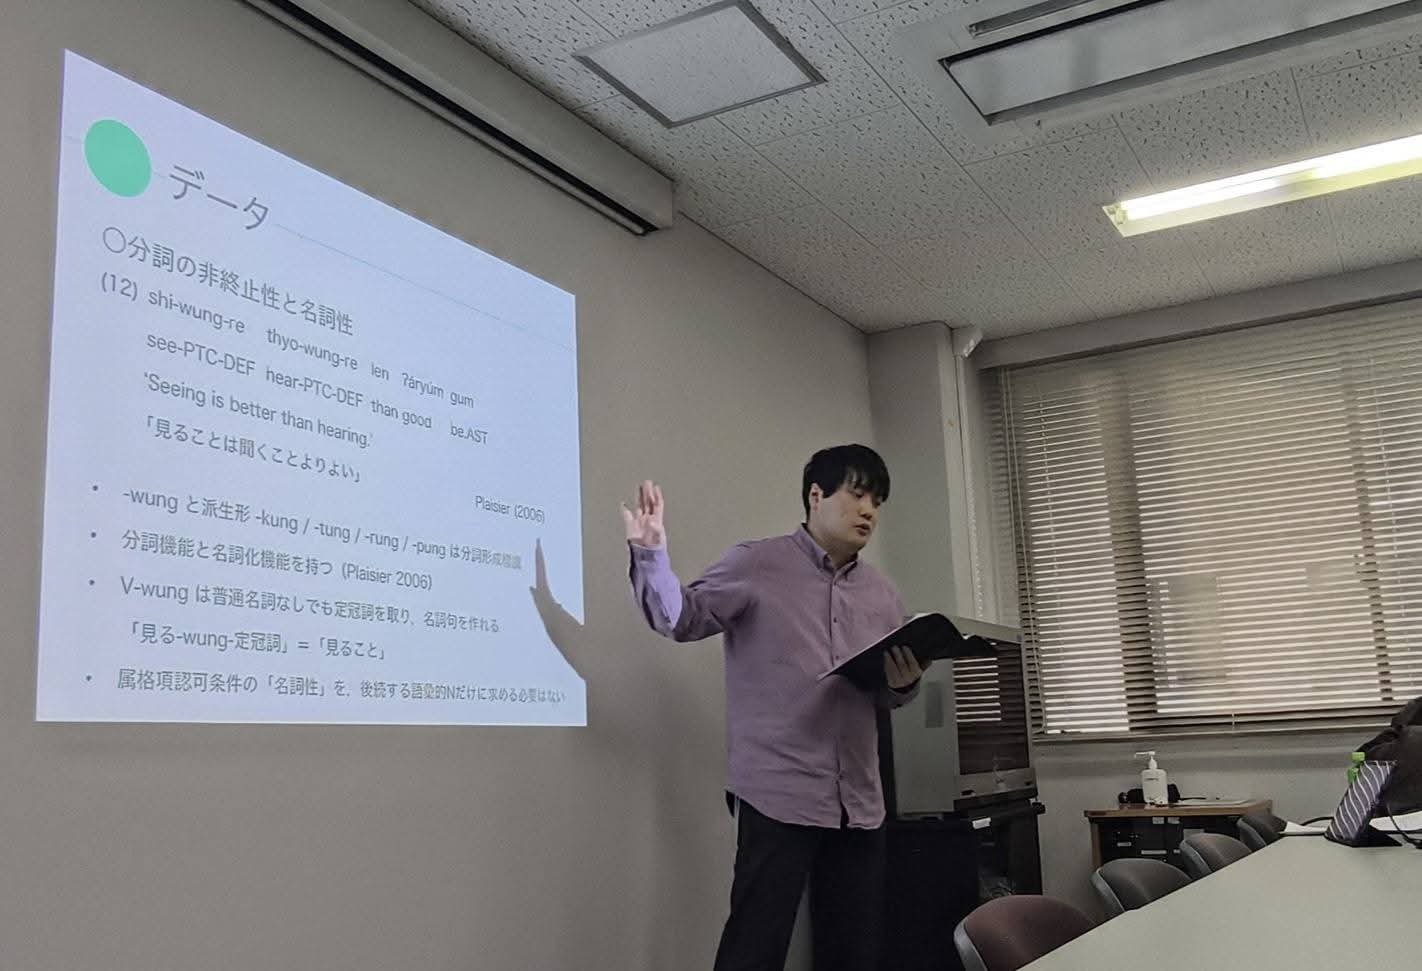 データ
○分詞の非終止性と名詞性
(12) shi-wung-re thyo-wung-re len ʔáryúm gum
see-PTC-DEF hear-PTC-DEF than good be.AST
'Seeing is better than hearing.'
「見ることは聞くことよりよい」
Plaisier (2006)
• -wung と派生形 -kung / -tung / -rung / -pung は分詞形成標識
• 分詞機能と名詞化機能を持つ (Plaisier 2006)
• V-wung は普通名詞なしでも定冠詞を取り、名詞句を作れる
「見る-wung-定冠詞」=「見ること」
• 属格項認可条件の「名詞性」を、後続する語彙的Nだけに求める必要はない